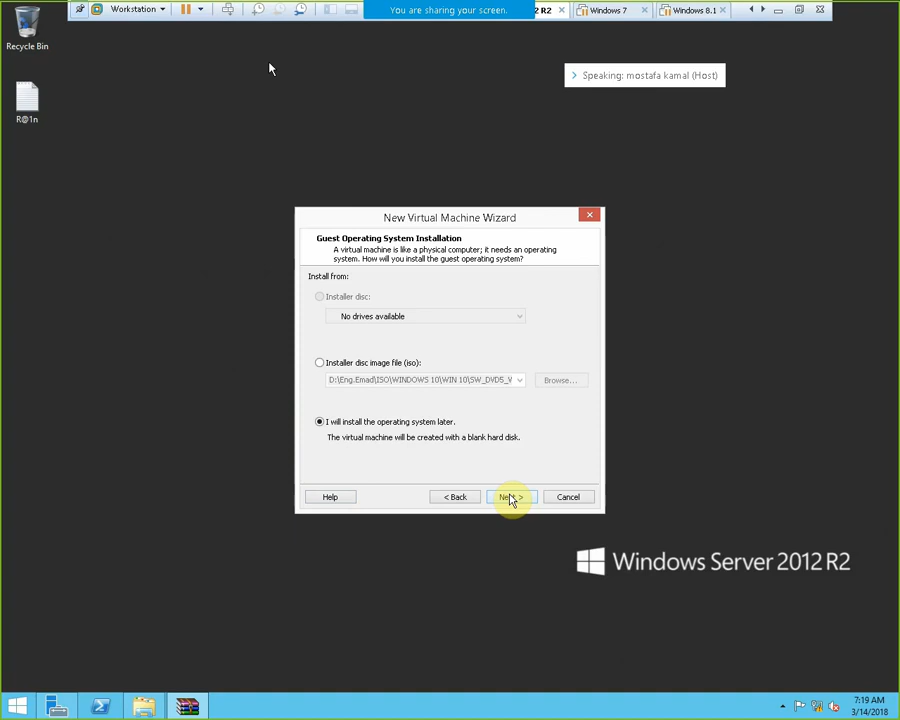 Workstation
You are sharing your screen.
2 R2
Windows 7
Windows 8.1
Recycle Bin
Speaking: mostafa kamal (Host)
R@1n
New Virtual Machine Wizard
Guest Operating System Installation
A virtual machine is like a physical computer; it needs an operating
system. How will you install the guest operating system?
Install from:
Installer disc:
No drives available
Installer disc image file (iso):
D:\Eng.Emad\ISO\WINDOWS 10\WIN 10\SW_DVD5_W
Browse...
I will install the operating system later.
The virtual machine will be created with a blank hard disk.
Help
< Back
Next >
Cancel
Windows Server 2012 R2
7:19 AM
3/14/2018